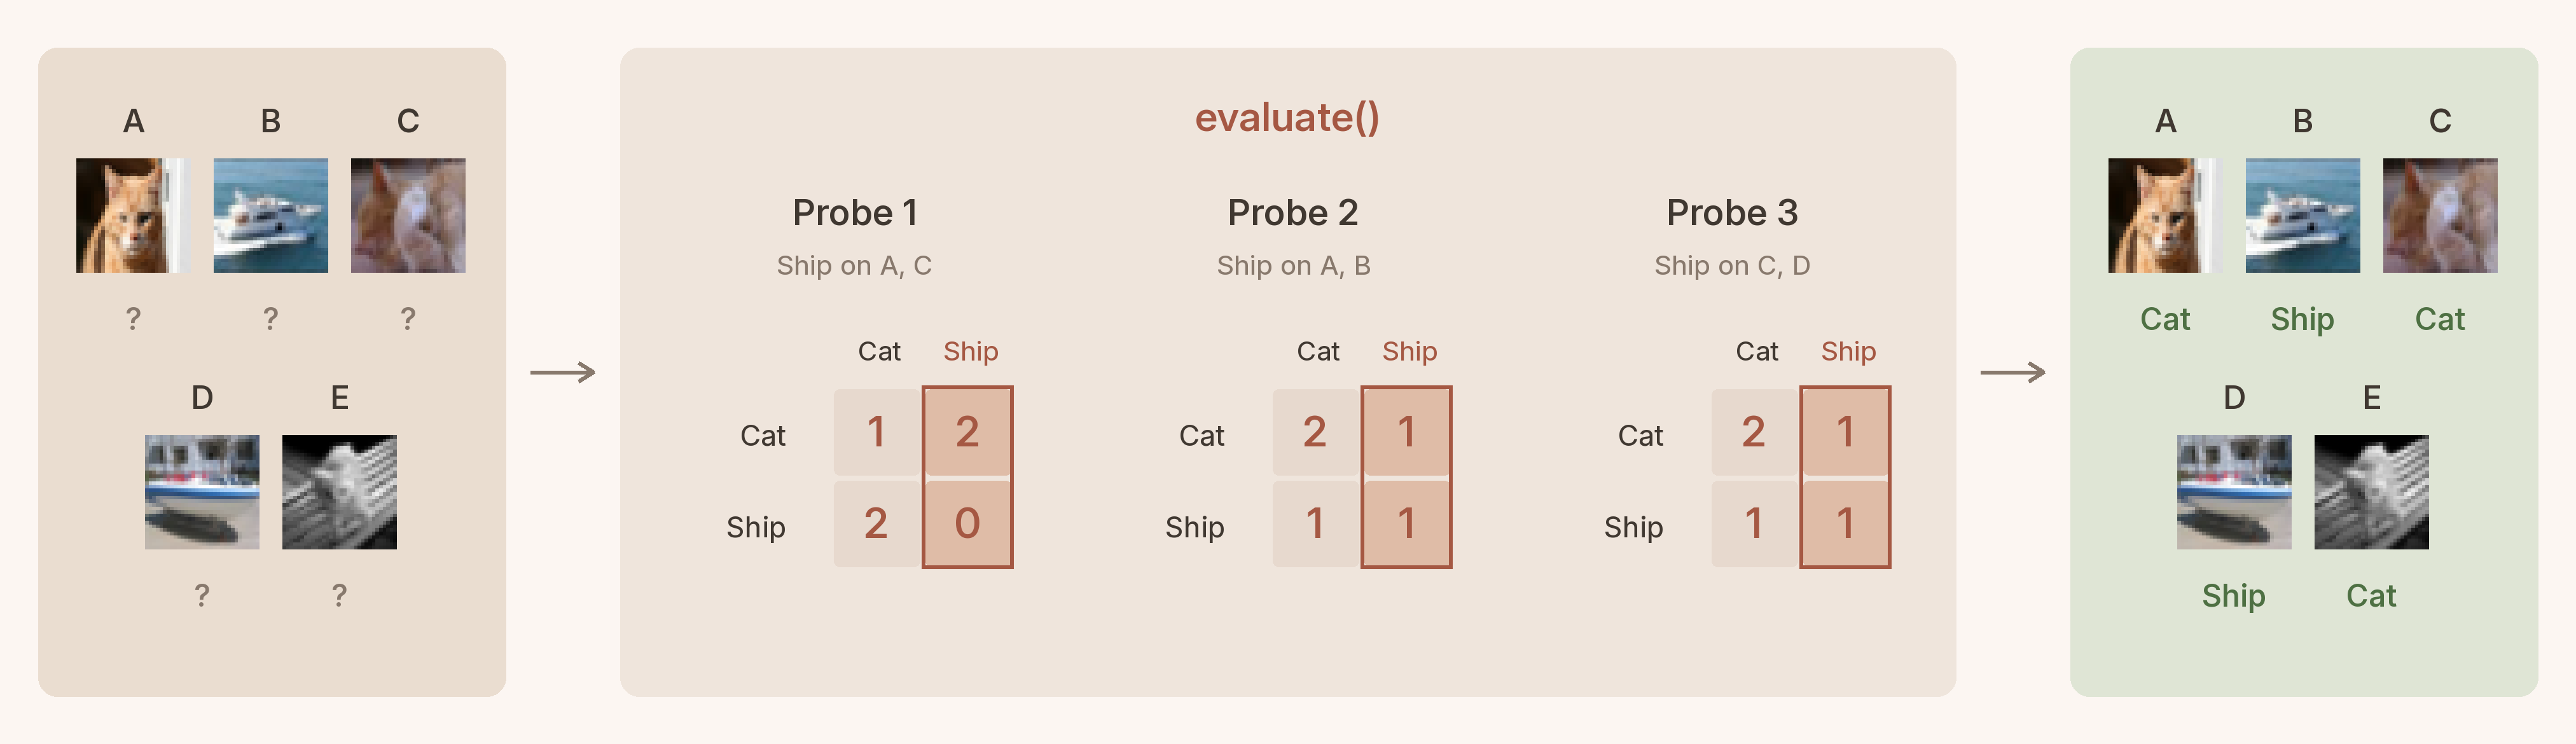 A B C
? ? ?
D E
? ?
evaluate()
Probe 1
Ship on A, C
Cat Ship
Cat 1 2
Ship 2 0
Probe 2
Ship on A, B
Cat Ship
Cat 2 1
Ship 1 1
Probe 3
Ship on C, D
Cat Ship
Cat 2 1
Ship 1 1
A B C
Cat Ship Cat
D E
Ship Cat